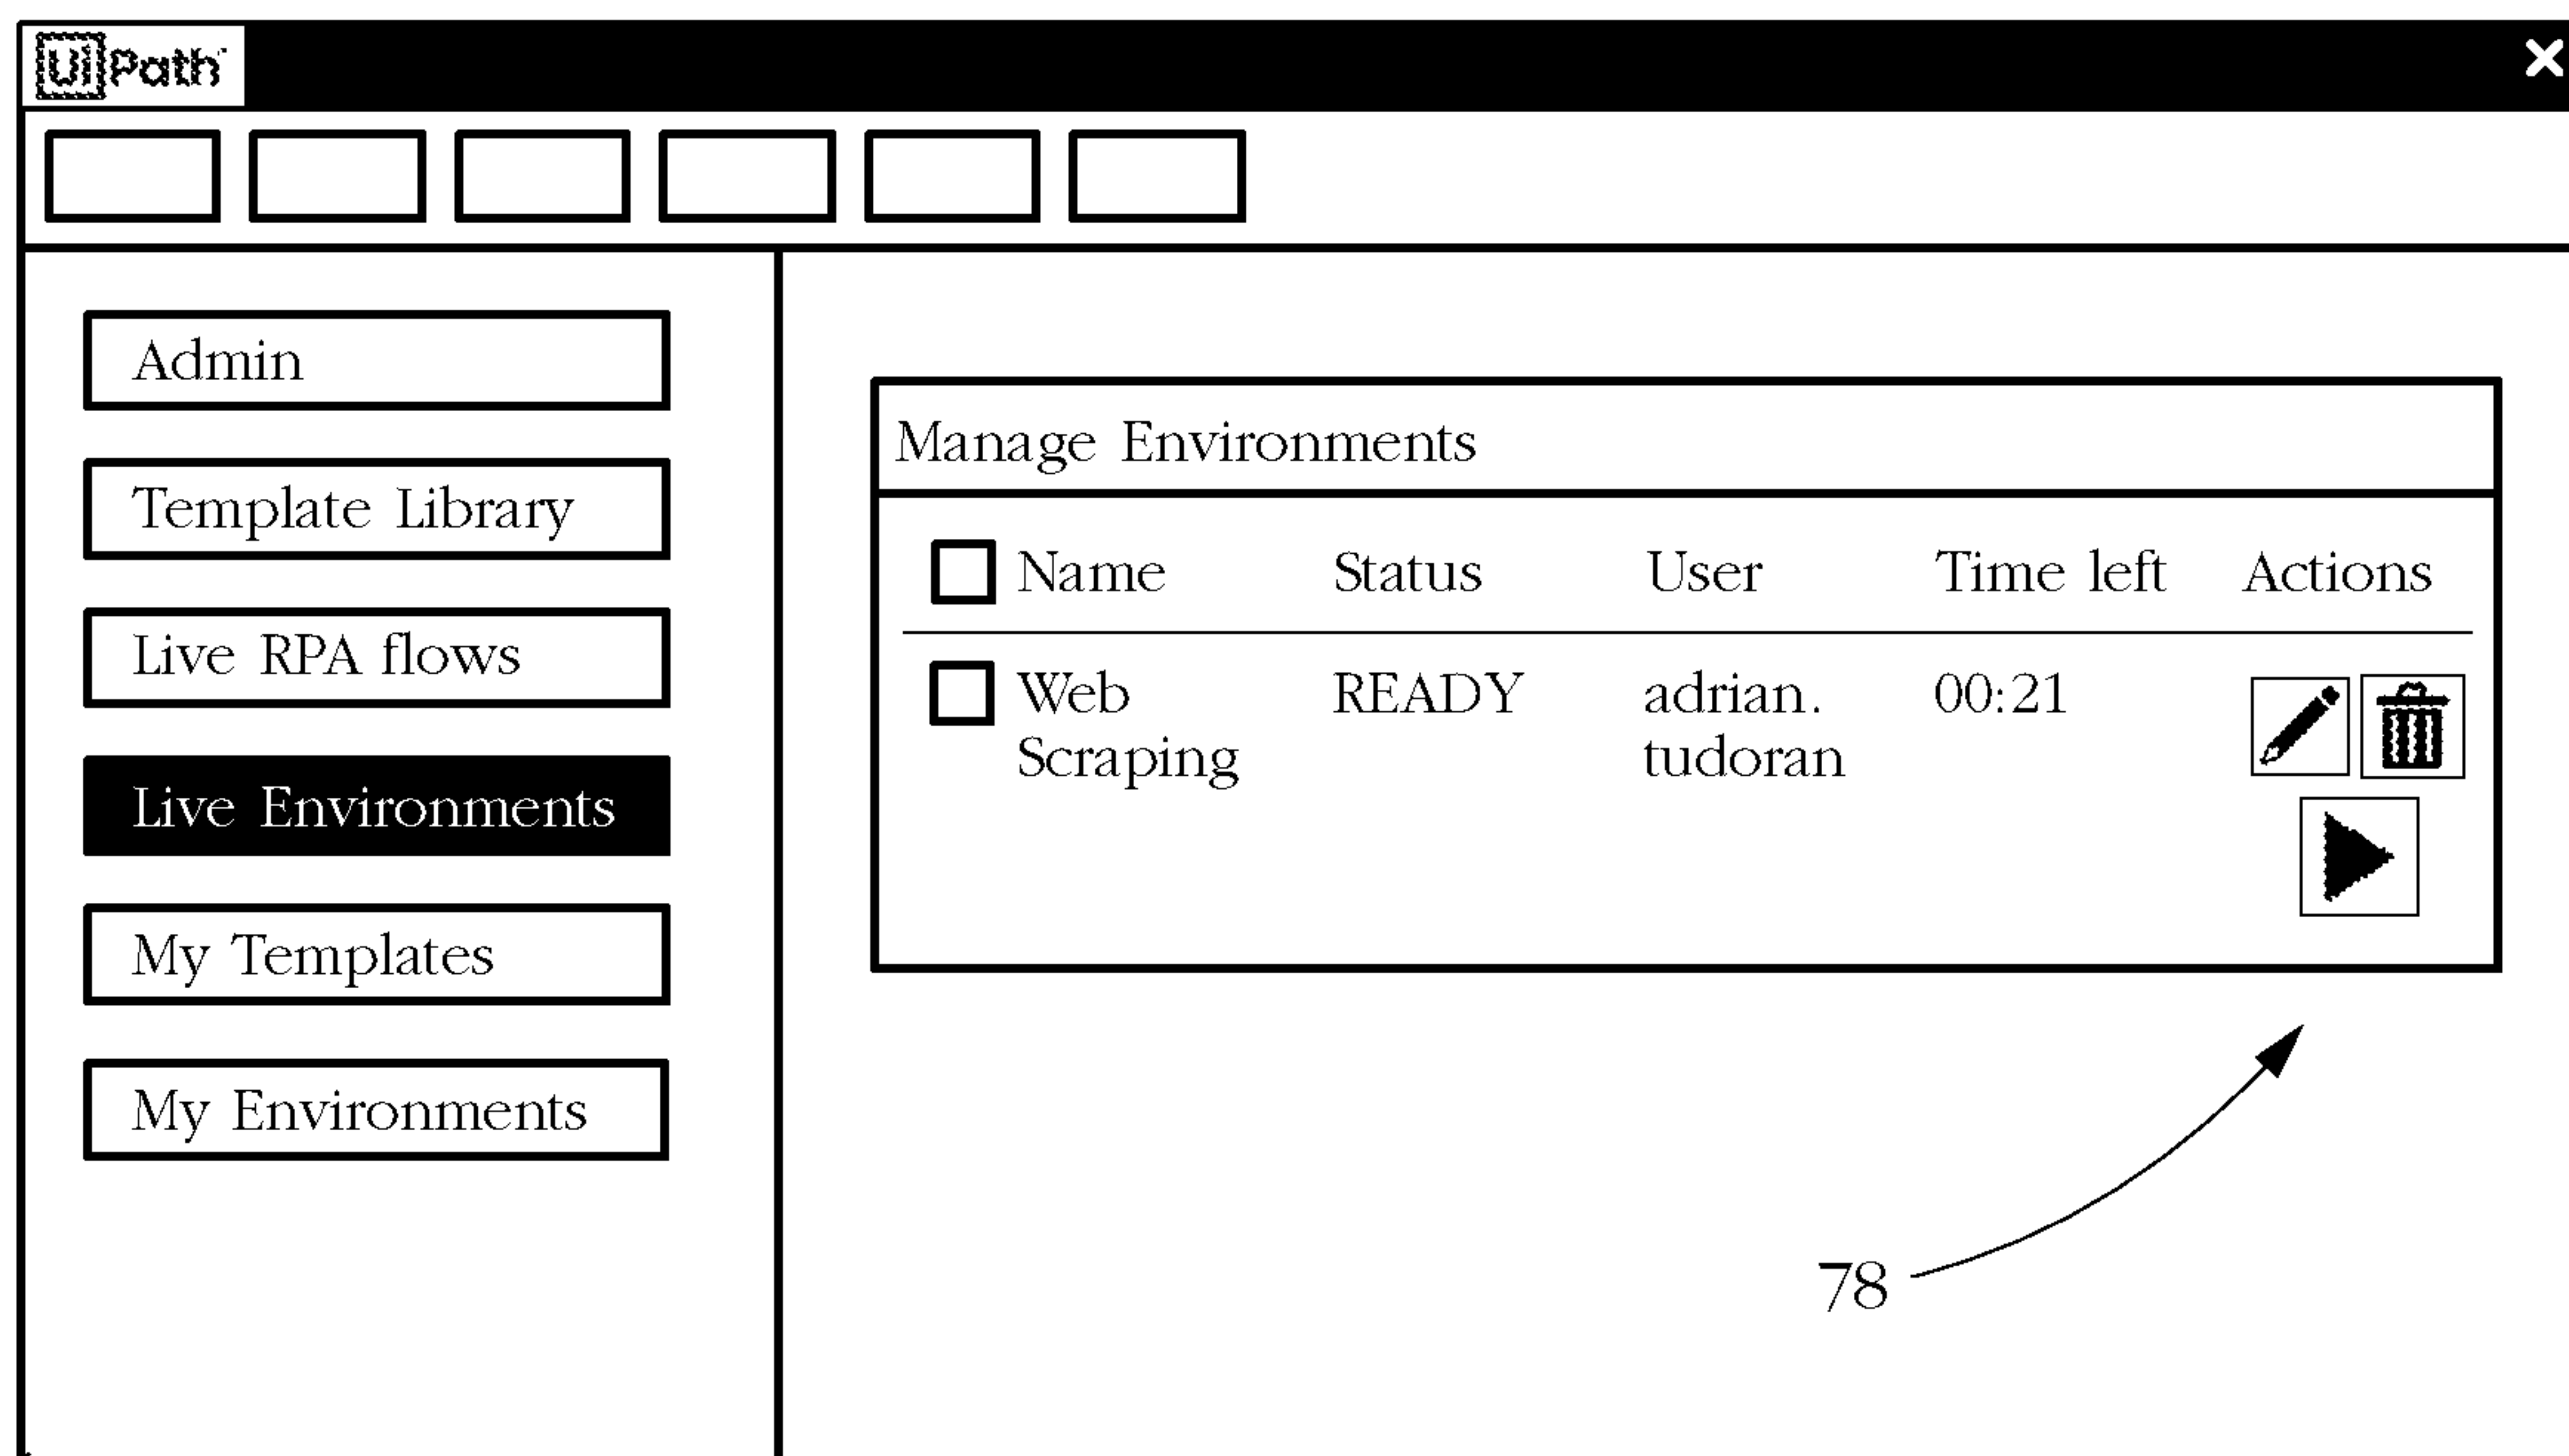 UiPath
Admin
Template Library
Live RPA flows
Live Environments
My Templates
My Environments
Manage Environments
Name Status User Time left Actions
Web READY adrian. 00:21
Scraping tudoran
78